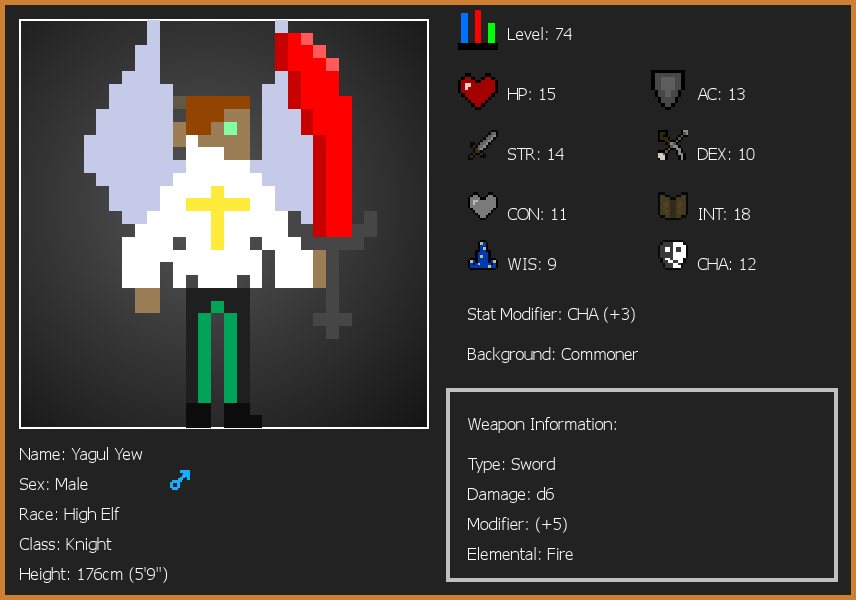 Level: 74
HP: 15
AC: 13
STR: 14
DEX: 10
CON: 11
INT: 18
WIS: 9
CHA: 12
Stat Modifier: CHA (+3)
Background: Commoner
Weapon Information:
Type: Sword
Damage: d6
Modifier: (+5)
Elemental: Fire
Name: Yagul Yew
Sex: Male
Race: High Elf
Class: Knight
Height: 176cm (5'9")